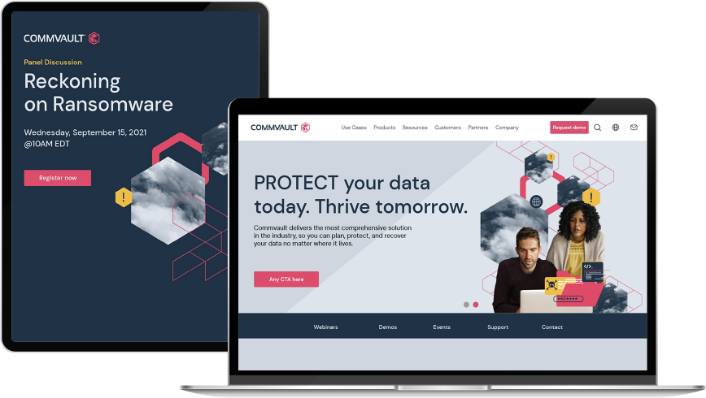 COMMVAULT
Panel Discussion
Reckoning
on Ransomware
Wednesday, September 15, 2021
@10AM EDT
Register now
!
COMMVAULT
Use Cases Products Resources Customers Partners Company Request demo
PROTECT your data
today. Thrive tomorrow.
Commvault delivers the most comprehensive solution
in the industry, so you can plan, protect, and recover
your data no matter where it lives.
Any CTA here
!
!
</>
Webinars Demos Events Support Contact